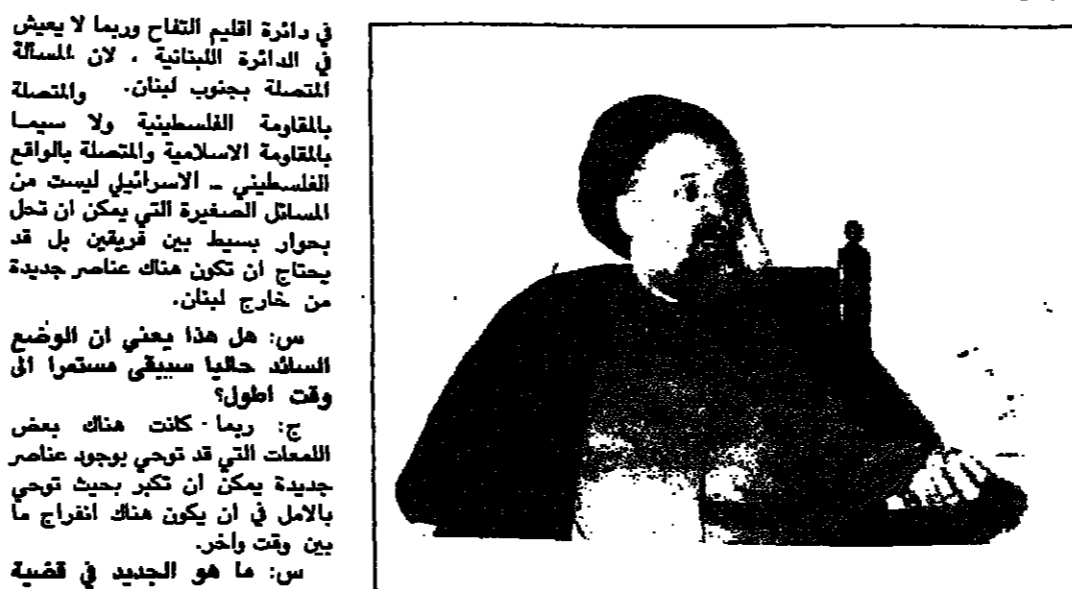 في دائرة اقليم التفاح وربما لا يعيش
في الدائرة اللبنانية ، لان المسألة
المتصلة بجنوب لبنان. والمتصلة
بالمقاومة الفلسطينية ولا سيما
بالمقاومة الاسلامية والمتصلة بالواقع
الفلسطيني ـ الاسرائيلي ليست من
المسائل الصغيرة التي يمكن ان تحل
بحوار بسيط بين فريقين بل قد
يحتاج ان تكون هناك عناصر جديدة
من خارج لبنان.
س: هل هذا يعني ان الوضع
السائد حاليا سيبقى مستمرا الى
وقت اطول؟
ج: ربما كانت هناك بعض
اللمعات التي قد توحي بوجود عناصر
جديدة يمكن ان تكبر بحيث توحي
بالامل في ان يكون هناك انفراج ما
بين وقت واخر.
س: ما هو الجديد في قضية